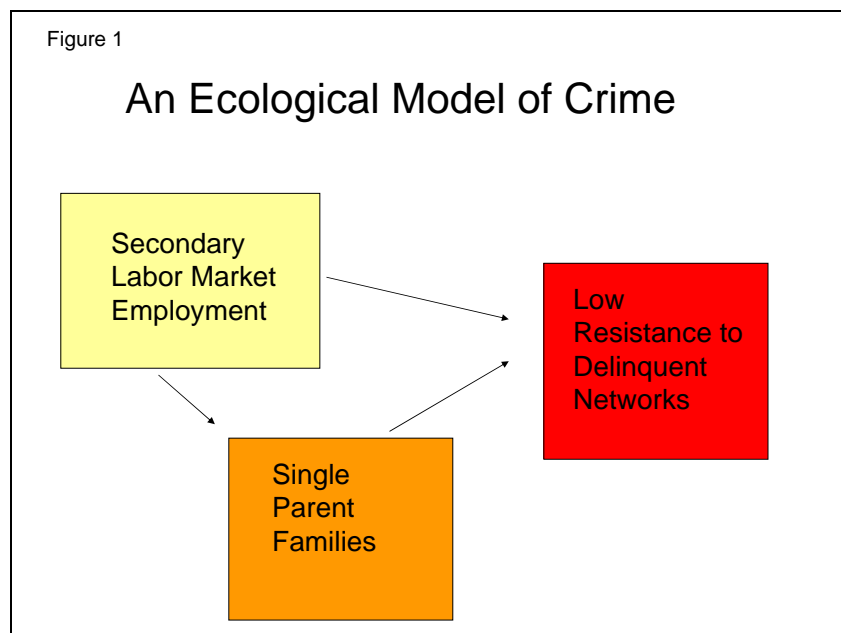 Figure 1
An Ecological Model of Crime
Secondary
Labor Market
Employment
Low
Resistance to
Delinquent
Networks
Single
Parent
Families